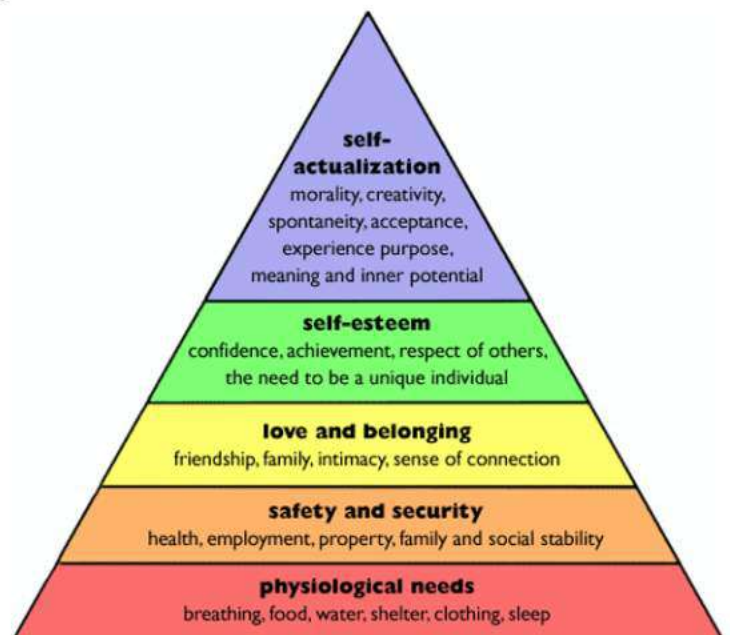 self-
actualization
morality, creativity,
spontaneity, acceptance,
experience purpose,
meaning and inner potential
self-esteem
confidence, achievement, respect of others,
the need to be a unique individual
love and belonging
friendship, family, intimacy, sense of connection
safety and security
health, employment, property, family and social stability
physiological needs
breathing, food, water, shelter, clothing, sleep